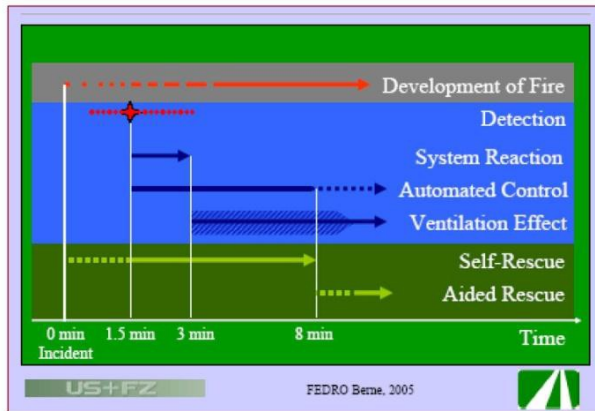 Development of Fire
Detection
System Reaction
Automated Control
Ventilation Effect
Self-Rescue
Aided Rescue
0 min 1.5 min 3 min 8 min Time
Incident
US+FZ
FEDRO Berne, 2005